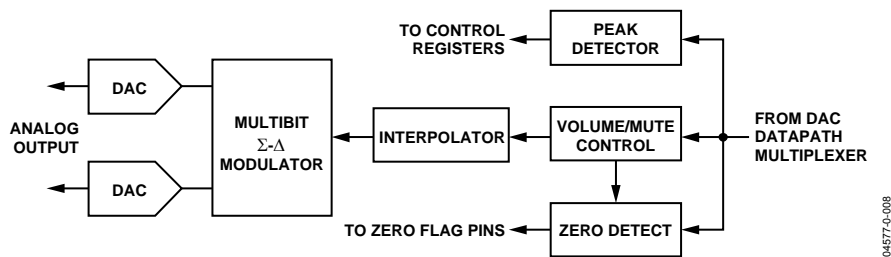 TO CONTROL
REGISTERS
PEAK
DETECTOR
DAC
ANALOG
OUTPUT
DAC
MULTIBIT
Σ-Δ
MODULATOR
INTERPOLATOR
VOLUME/MUTE
CONTROL
FROM DAC
DATAPATH
MULTIPLEXER
TO ZERO FLAG PINS
ZERO DETECT
04577-0-008